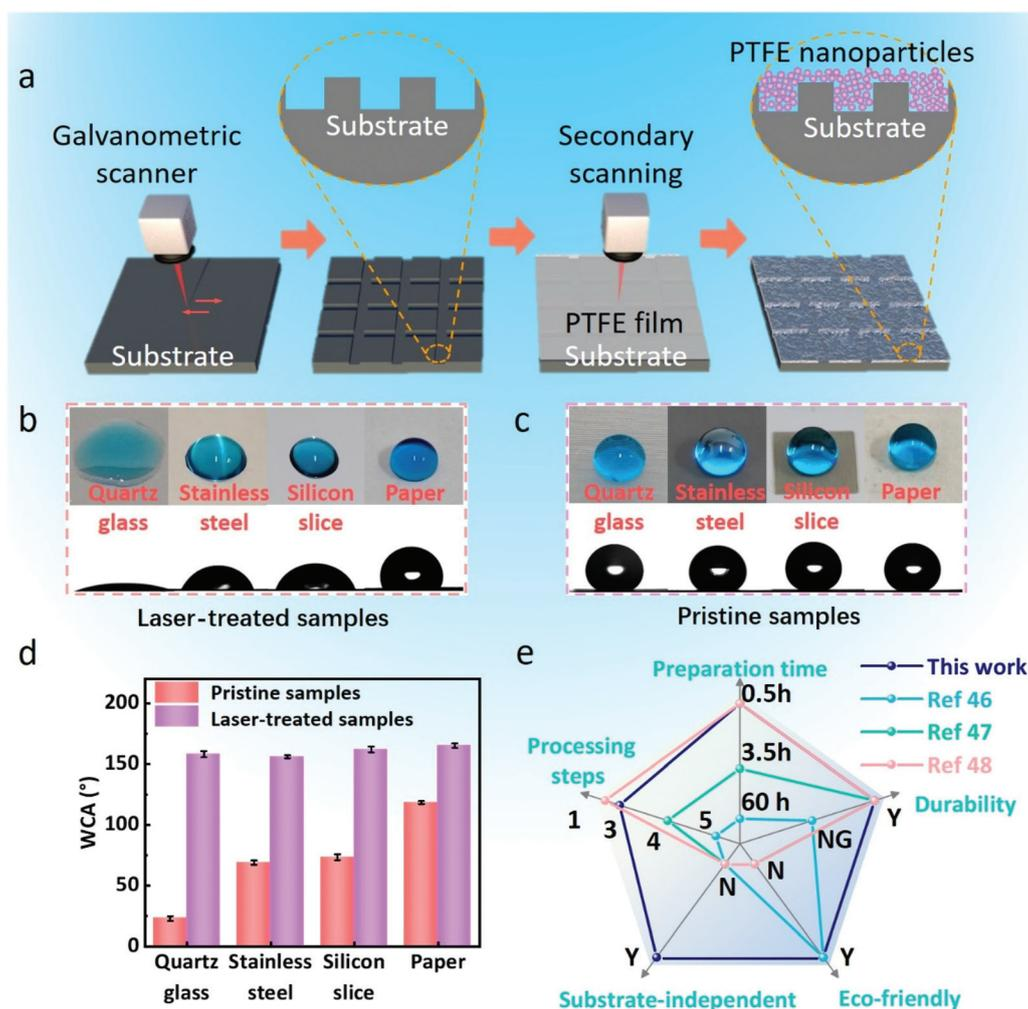 a
Galvanometric
scanner
Substrate
Substrate
Secondary
scanning
PTFE film
Substrate
PTFE nanoparticles
Substrate
b
Quartz
glass
Stainless
steel
Silicon
slice
Paper
Laser-treated samples
c
Quartz
glass
Stainless
steel
Silicon
slice
Paper
Pristine samples
d
Pristine samples
Laser-treated samples
WCA (°)
200
150
100
50
0
Quartz
glass
Stainless
steel
Silicon
slice
Paper
e
Preparation time
0.5h
3.5h
60 h
This work
Ref 46
Ref 47
Ref 48
Processing
steps
1
3
4
5
Durability
Y
NG
N
N
Y
Y
Substrate-independent
Eco-friendly